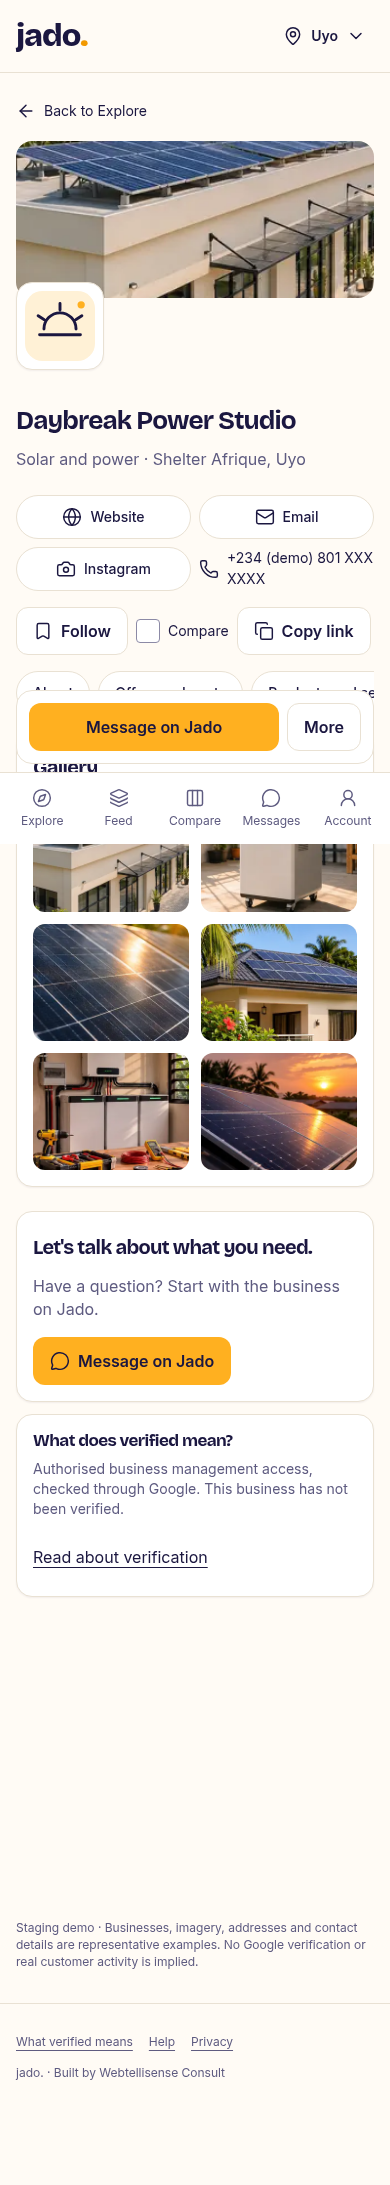 jado.
Uyo
Back to Explore
Daybreak Power Studio
Solar and power · Shelter Afrique, Uyo
Website
Email
Instagram
+234 (demo) 801 XXX
XXXX
Follow
Compare
Copy link
Message on Jado
More
Gallery
Explore
Feed
Compare
Messages
Account
Let's talk about what you need.
Have a question? Start with the business
on Jado.
Message on Jado
What does verified mean?
Authorised business management access,
checked through Google. This business has not
been verified.
Read about verification
Staging demo · Businesses, imagery, addresses and contact
details are representative examples. No Google verification or
real customer activity is implied.
What verified means
Help
Privacy
jado. · Built by Webtellisense Consult